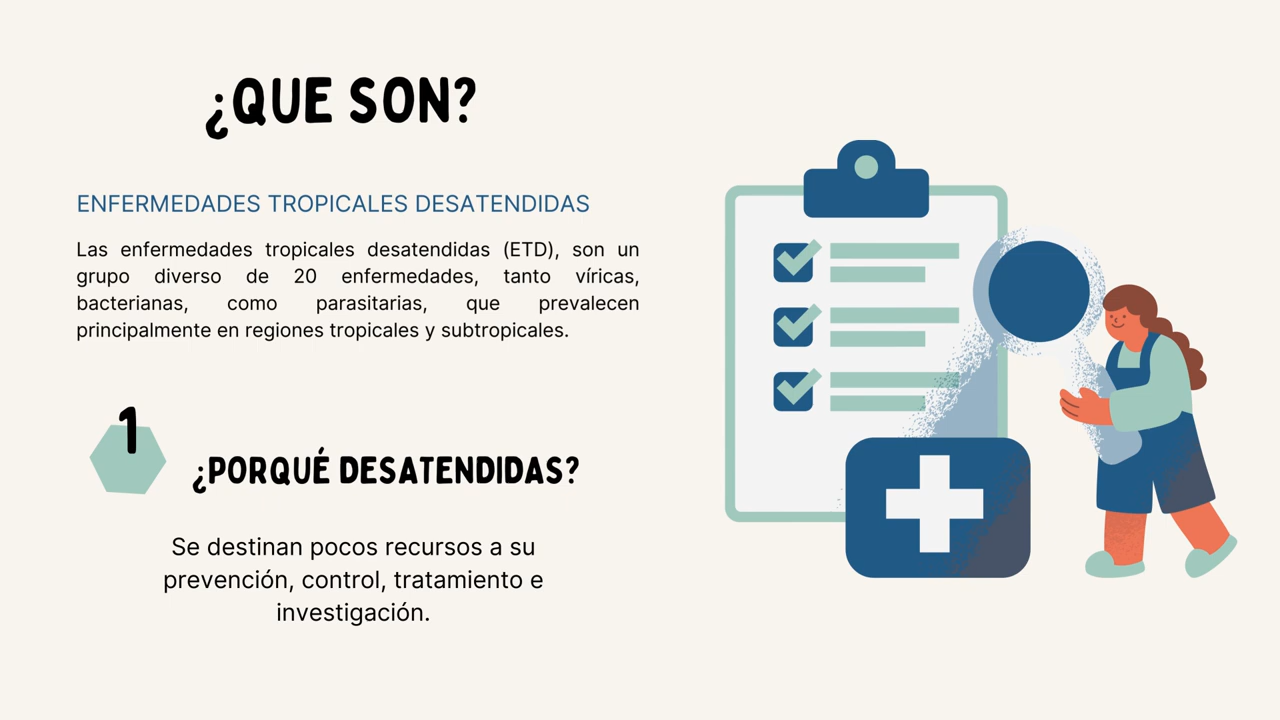 ¿QUE SON?
ENFERMEDADES TROPICALES DESATENDIDAS
Las enfermedades tropicales desatendidas (ETD), son un
grupo diverso de 20 enfermedades, tanto víricas,
bacterianas, como parasitarias, que prevalecen
principalmente en regiones tropicales y subtropicales.
1
¿PORQUÉ DESATENDIDAS?
Se destinan pocos recursos a su
prevención, control, tratamiento e
investigación.